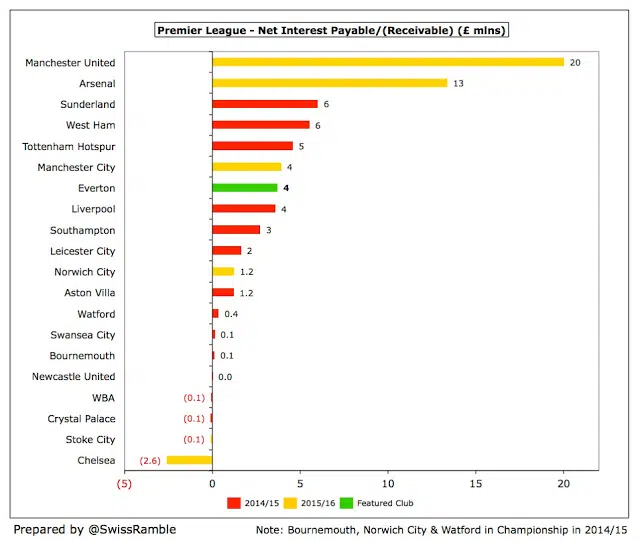 Premier League - Net Interest Payable/(Receivable) (£ mlns)
Manchester United 20
Arsenal 13
Sunderland 6
West Ham 6
Tottenham Hotspur 5
Manchester City 4
Everton 4
Liverpool 4
Southampton 3
Leicester City 2
Norwich City 1.2
Aston Villa 1.2
Watford 0.4
Swansea City 0.1
Bournemouth 0.1
Newcastle United 0.0
WBA (0.1)
Crystal Palace (0.1)
Stoke City (0.1)
Chelsea (2.6)
(5) 0 5 10 15 20
2014/15 2015/16 Featured Club
Prepared by @SwissRamble Note: Bournemouth, Norwich City & Watford in Championship in 2014/15